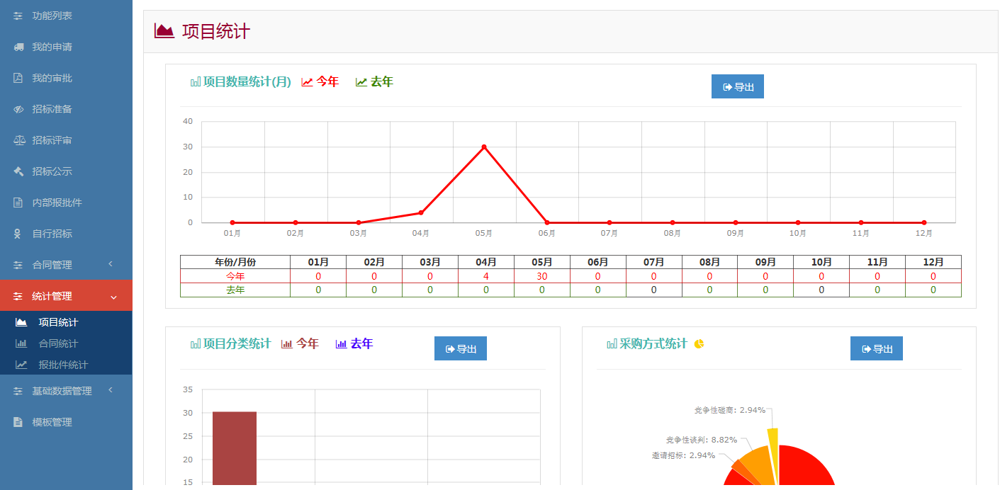 功能列表
我的申请
我的审批
招标准备
招标评审
招标公示
内部报批件
自行招标
合同管理
统计管理
项目统计
合同统计
报批件统计
基础数据管理
模板管理
项目统计
项目数量统计(月) 今年 去年 导出
40
30
20
10
0
01月 02月 03月 04月 05月 06月 07月 08月 09月 10月 11月 12月
年份/月份 01月 02月 03月 04月 05月 06月 07月 08月 09月 10月 11月 12月
今年 0 0 0 4 30 0 0 0 0 0 0 0
去年 0 0 0 0 0 0 0 0 0 0 0 0
项目分类统计 今年 去年 导出
35
30
25
20
15
采购方式统计 导出
竞争性磋商: 2.94%
竞争性谈判: 8.82%
邀请招标: 2.94%